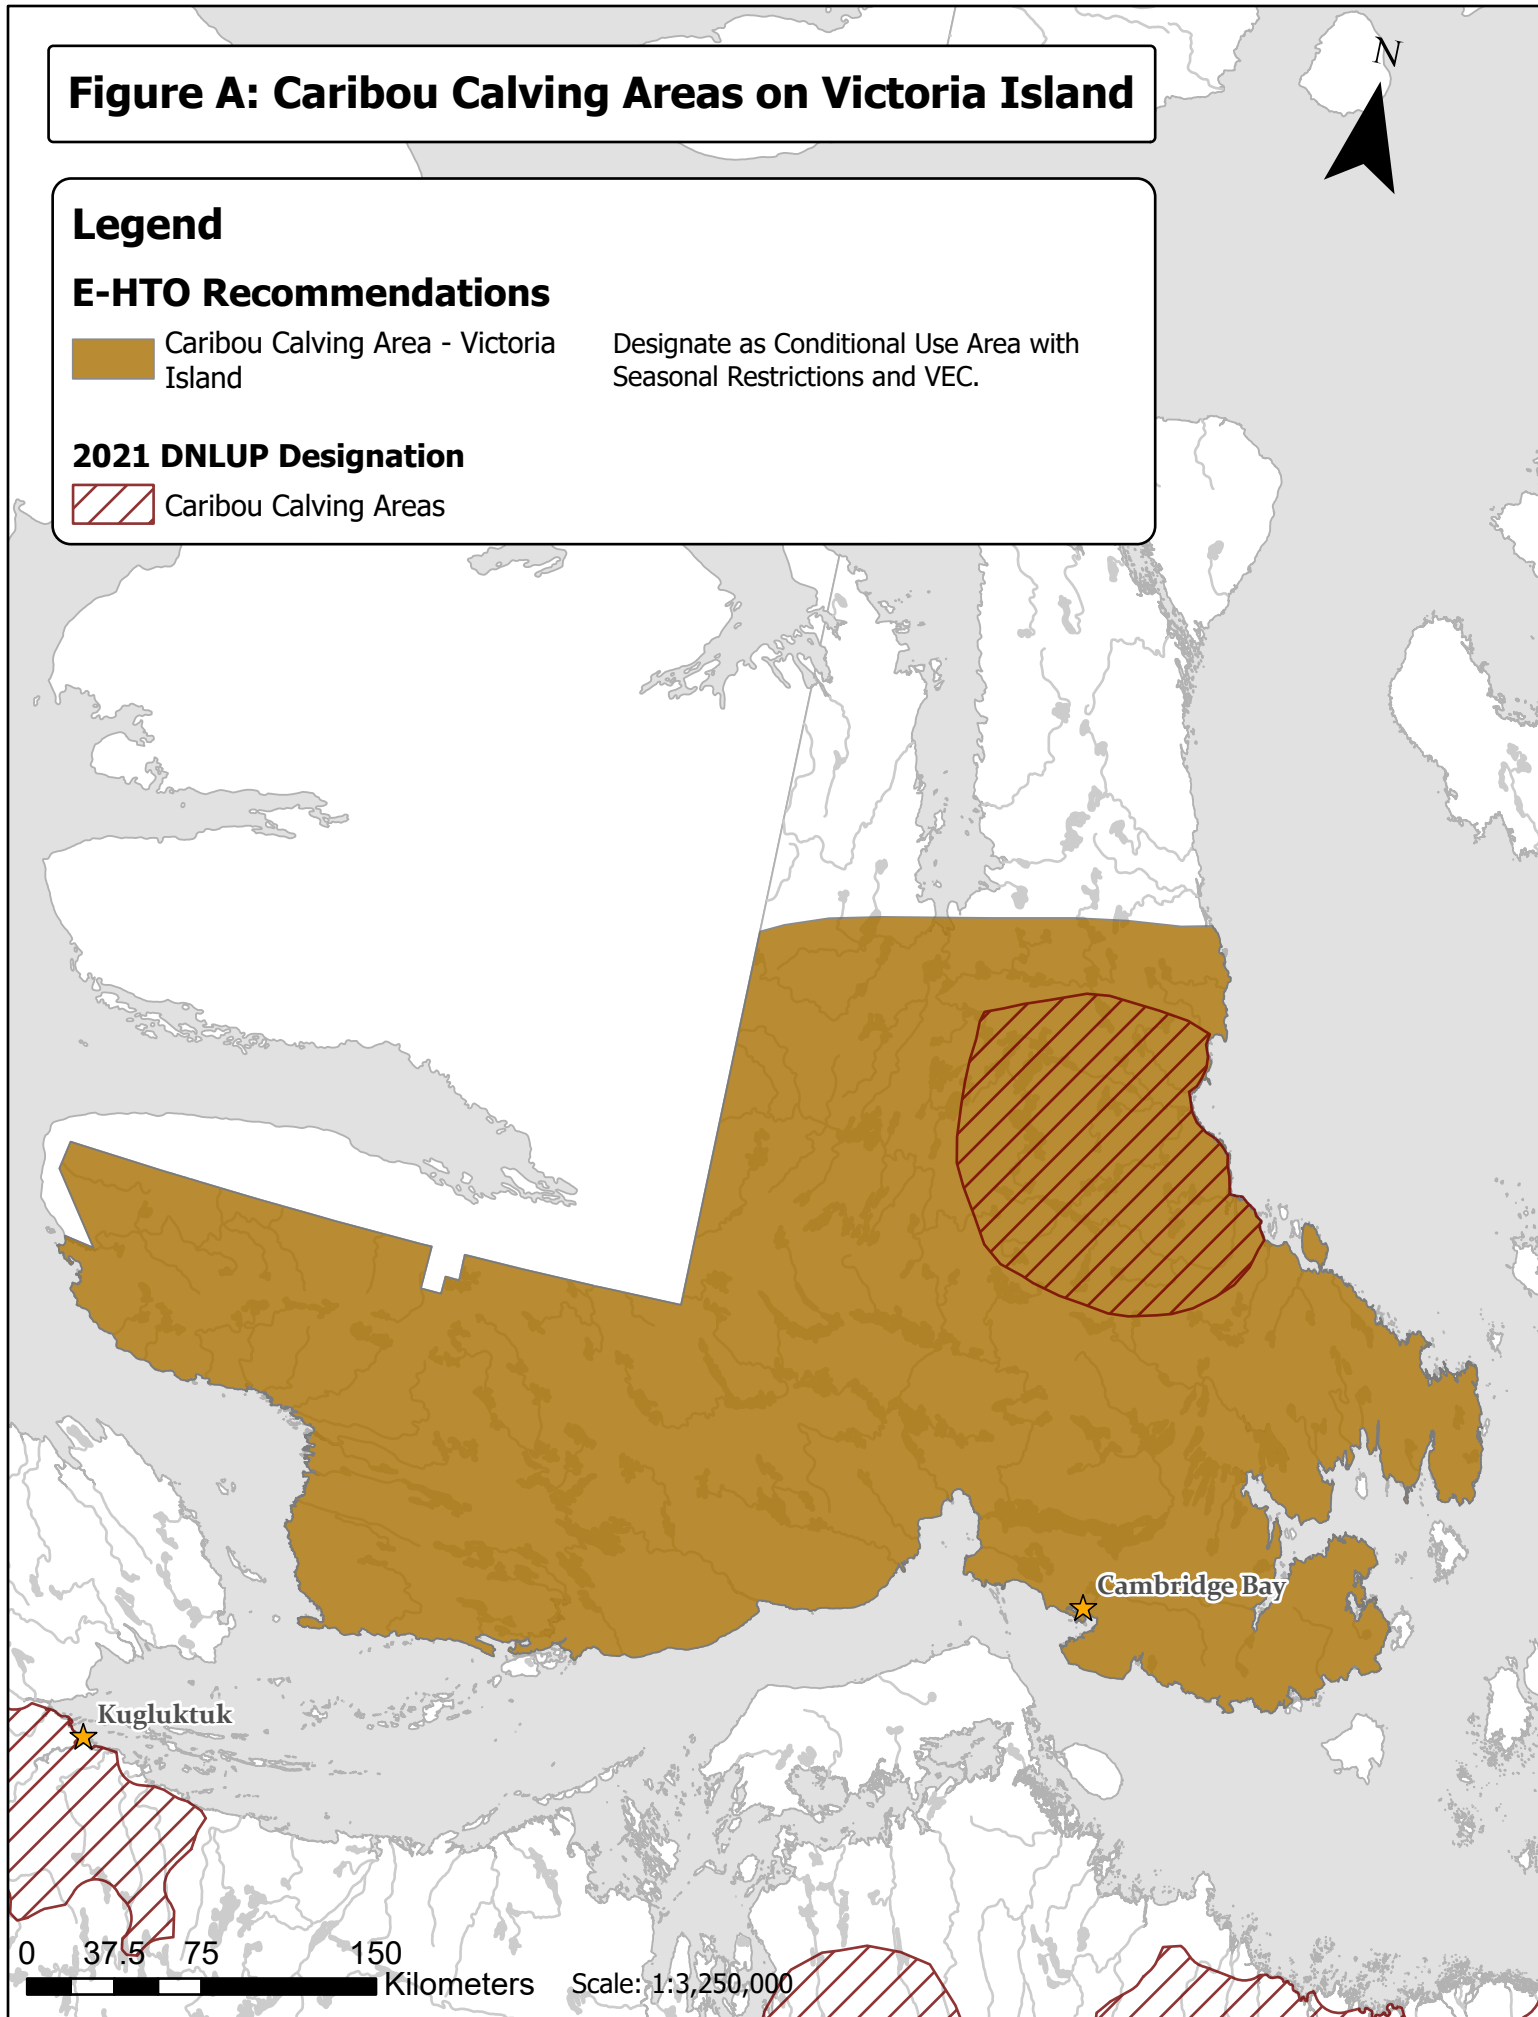 Figure A: Caribou Calving Areas on Victoria Island
N
Legend
E-HTO Recommendations
Caribou Calving Area - Victoria
Island
Designate as Conditional Use Area with
Seasonal Restrictions and VEC.
2021 DNLUP Designation
Caribou Calving Areas
Cambridge Bay
Kugluktuk
0 37.5 75 150
Kilometers
Scale: 1:3,250,000